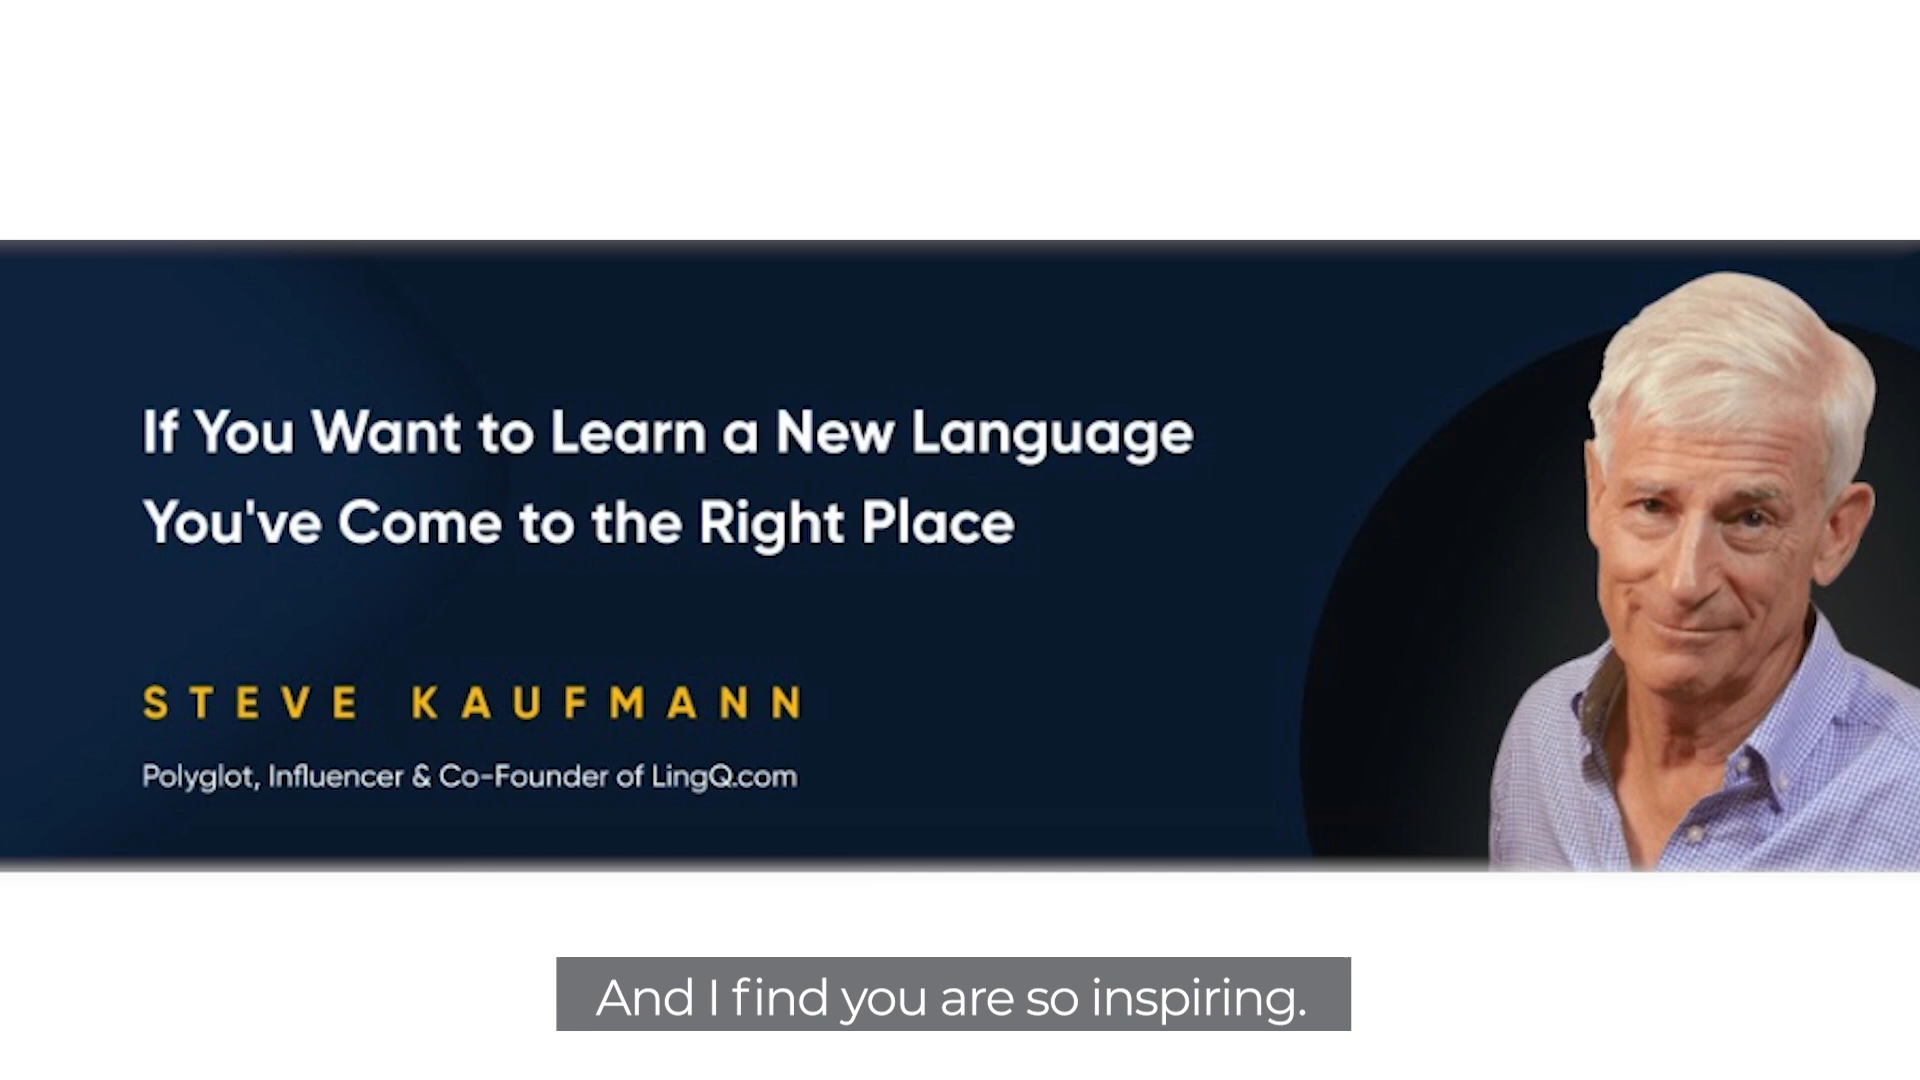 If You Want to Learn a New Language
You've Come to the Right Place
STEVE KAUFMANN
Polyglot, Influencer & Co-Founder of LingQ.com
And I find you are so inspiring.